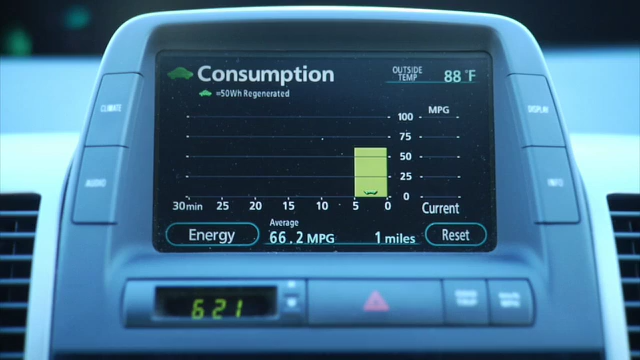 Consumption
OUTSIDE TEMP 88°F
=50Wh Regenerated
CLIMATE
DISPLAY
AUDIO
INFO
100 MPG
75
50
25
0
30min 25 20 15 10 5 0
Current
Energy
Average
66.2 MPG
1 miles
Reset
6 21